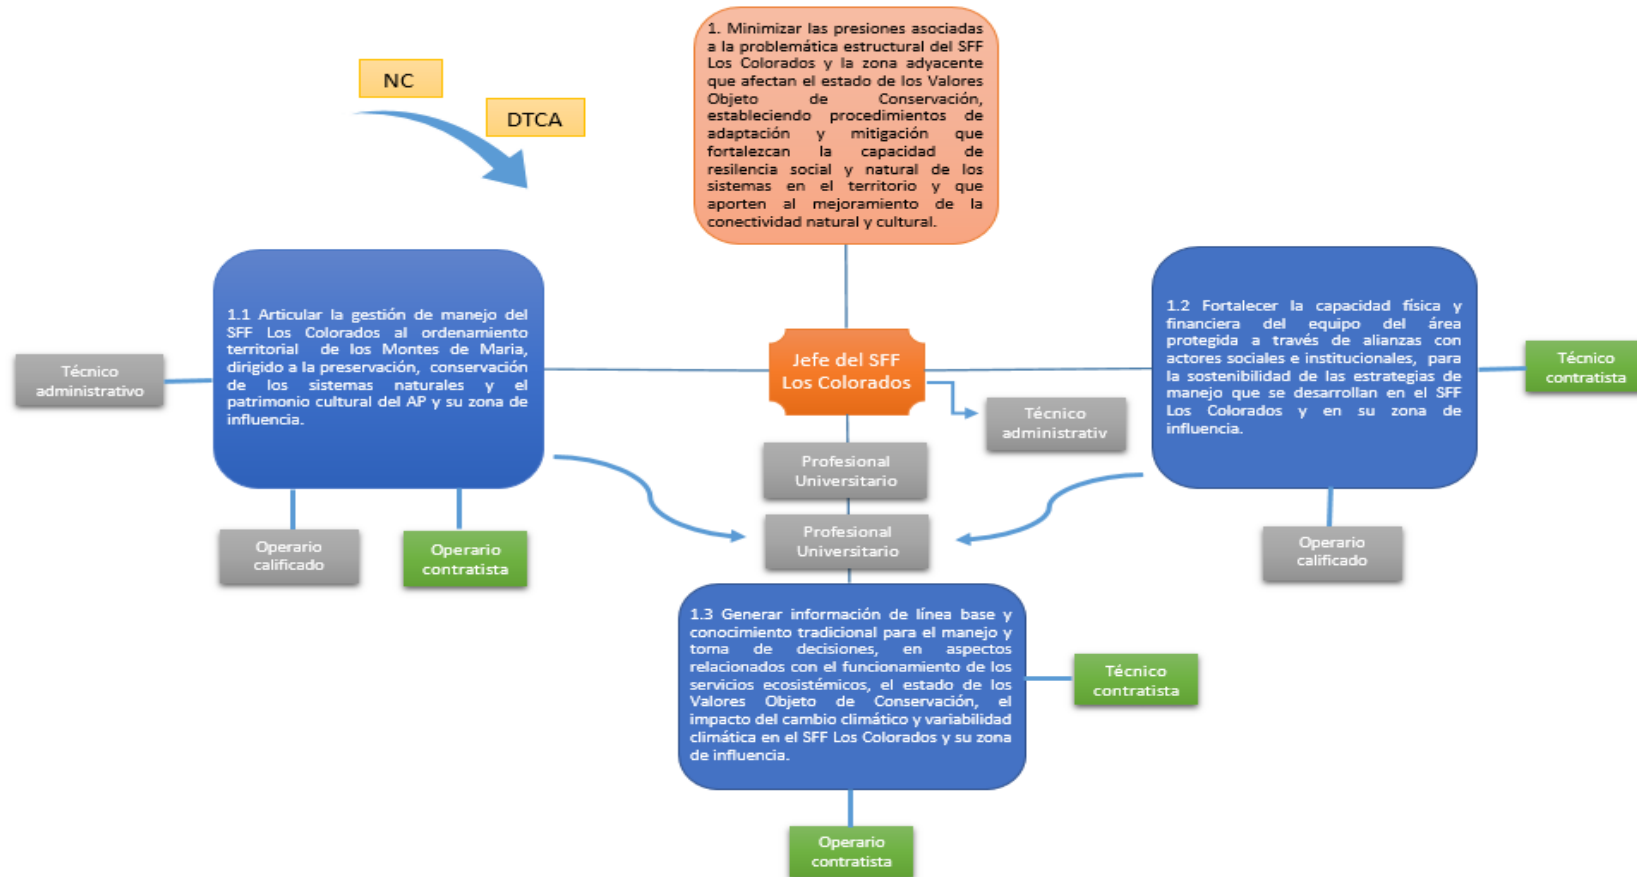 1. Minimizar las presiones asociadas
a la problemática estructural del SFF
Los Colorados y la zona adyacente
que afectan el estado de los Valores
Objeto de Conservación,
estableciendo procedimientos de
adaptación y mitigación que
fortalezcan la capacidad de
resilencia social y natural de los
sistemas en el territorio y que
aporten al mejoramiento de la
conectividad natural y cultural.
NC
DTCA
1.1 Articular la gestión de manejo del
SFF Los Colorados al ordenamiento
territorial de los Montes de Maria,
dirigido a la preservación, conservación
de los sistemas naturales y el
patrimonio cultural del AP y su zona de
influencia.
Técnico
administrativo
Operario
calificado
Operario
contratista
Jefe del SFF
Los Colorados
Técnico
administrativ
Profesional
Universitario
Profesional
Universitario
1.2 Fortalecer la capacidad física y
financiera del equipo del área
protegida a través de alianzas con
actores sociales e institucionales, para
la sostenibilidad de las estrategias de
manejo que se desarrollan en el SFF
Los Colorados y en su zona de
influencia.
Técnico
contratista
Operario
calificado
1.3 Generar información de línea base y
conocimiento tradicional para el manejo y
toma de decisiones, en aspectos
relacionados con el funcionamiento de los
servicios ecosistémicos, el estado de los
Valores Objeto de Conservación, el
impacto del cambio climático y variabilidad
climática en el SFF Los Colorados y su zona
de influencia.
Técnico
contratista
Operario
contratista